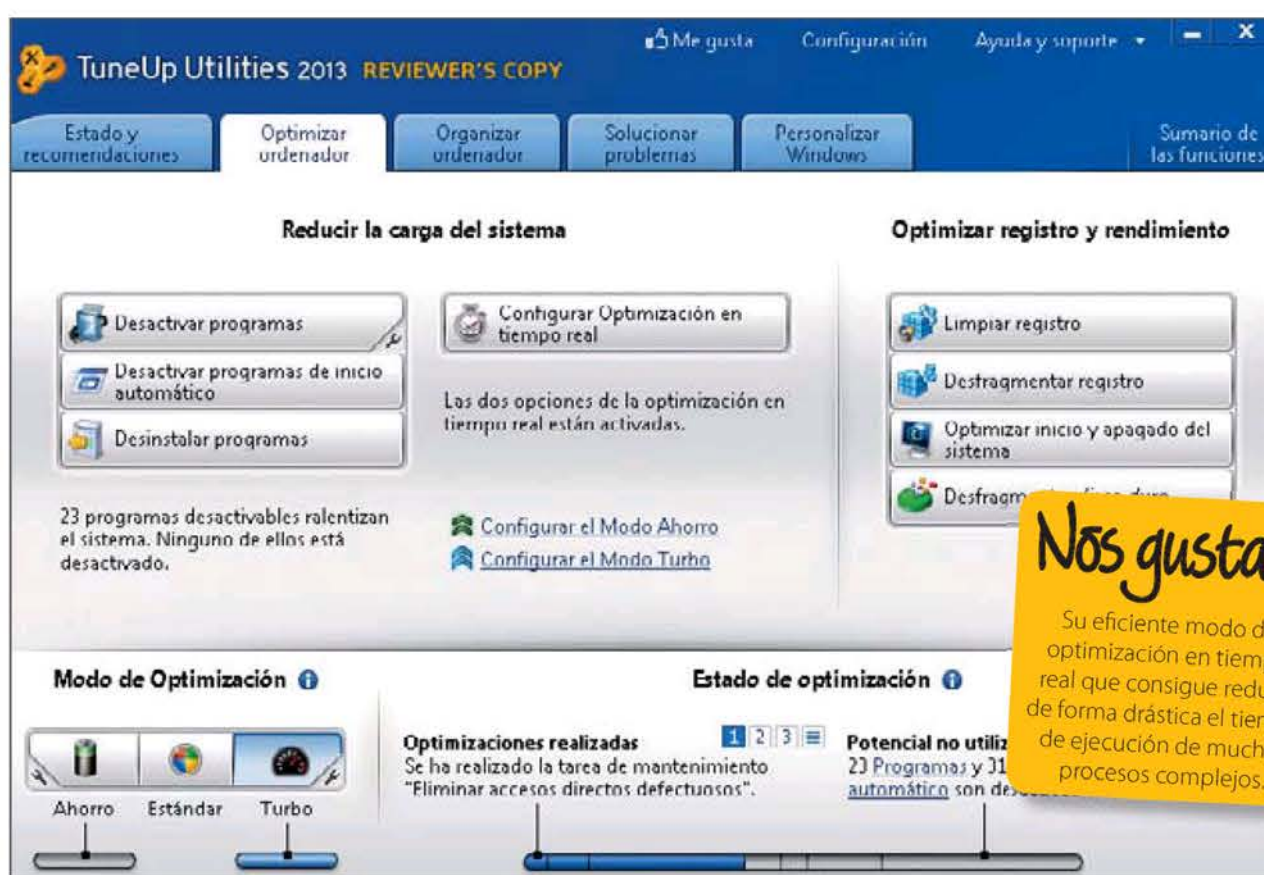 Me gusta Configuración Ayuda y soporte
TuneUp Utilities 2013 REVIEWER'S COPY
Estado y
recomendaciones
Optimizar
ordenador
Organizar
ordenador
Solucionar
problemas
Personalizar
Windows
Sumario de
las funciones
Reducir la carga del sistema
Desactivar programas
Desactivar programas de inicio
automático
Desinstalar programas
23 programas desactivables ralentizan
el sistema. Ninguno de ellos está
desactivado.
Configurar Optimización en
tiempo real
Las dos opciones de la optimización en
tiempo real están activadas.
Configurar el Modo Ahorro
Configurar el Modo Turbo
Optimizar registro y rendimiento
Limpiar registro
Desfragmentar registro
Optimizar inicio y apagado del
sistema
Nos gusta
Su eficiente modo d
optimización en tiem
real que consigue redu
de forma drástica el tiem
de ejecución de much
procesos complejos.
Modo de Optimización
Ahorro Estándar Turbo
Estado de optimización
Optimizaciones realizadas 1 2 3
Se ha realizado la tarea de mantenimiento
"Eliminar accesos directos defectuosos".
Potencial no utiliz
23 Programas y 31
automático son des